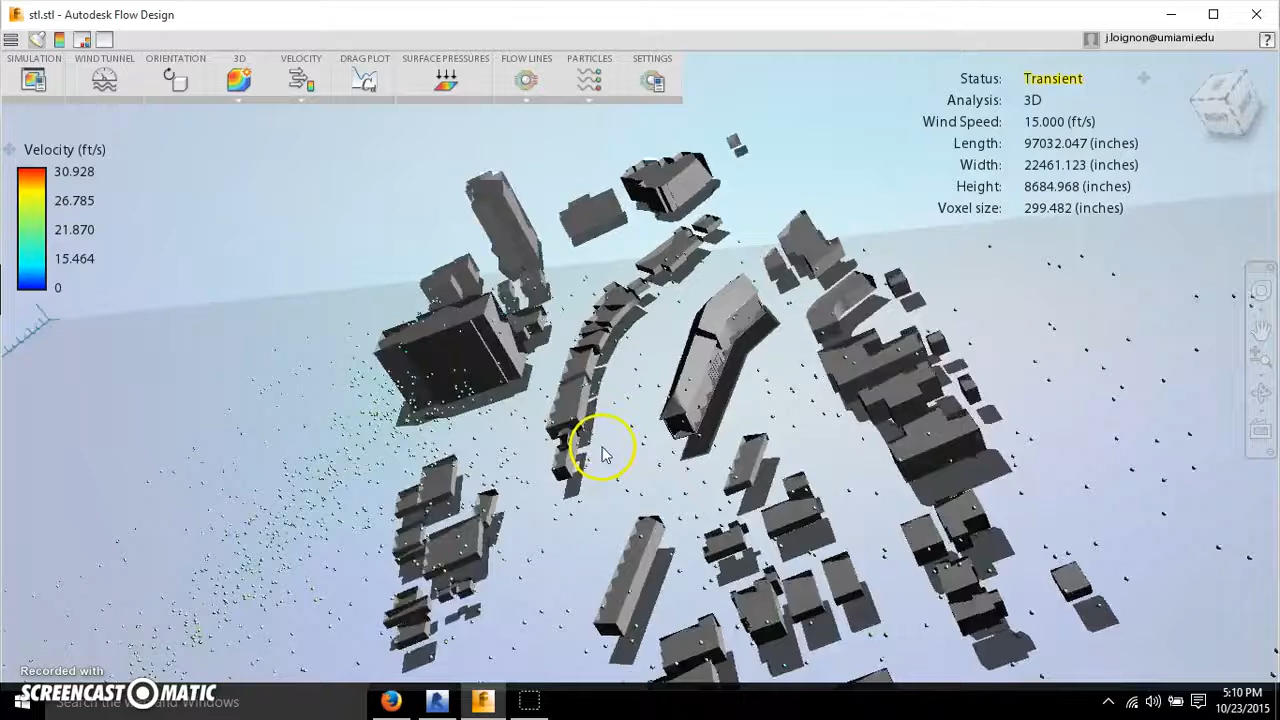 stl.stl - Autodesk Flow Design
j.loignon@umiami.edu
?
SIMULATION WIND TUNNEL ORIENTATION 3D VELOCITY DRAG PLOT SURFACE PRESSURES FLOW LINES PARTICLES SETTINGS
Status: Transient
Analysis: 3D
Wind Speed: 15.000 (ft/s)
Length: 97032.047 (inches)
Width: 22461.123 (inches)
Height: 8684.968 (inches)
Voxel size: 299.482 (inches)
Velocity (ft/s)
30.928
26.785
21.870
15.464
0
Recorded with
SCREENCAST-O-MATIC
Search the web and Windows
5:10 PM
10/23/2015